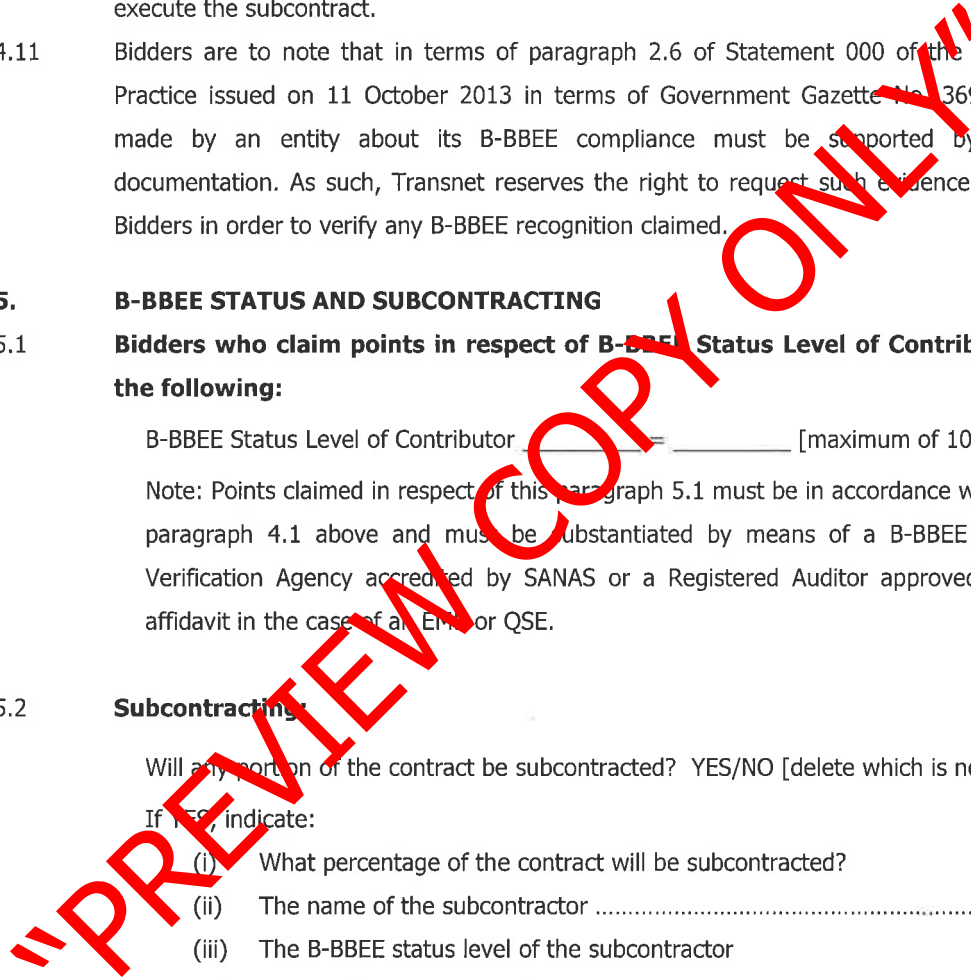 execute the subcontract.
4.11 Bidders are to note that in terms of paragraph 2.6 of Statement 000 of the
Practice issued on 11 October 2013 in terms of Government Gazette No. 369
made by an entity about its B-BBEE compliance must be supported by
documentation. As such, Transnet reserves the right to request such evidence
Bidders in order to verify any B-BBEE recognition claimed.
5. B-BBEE STATUS AND SUBCONTRACTING
5.1 Bidders who claim points in respect of B-BBEE Status Level of Contrib
the following:
B-BBEE Status Level of Contributor ________ = ________ [maximum of 10
Note: Points claimed in respect of this paragraph 5.1 must be in accordance w
paragraph 4.1 above and must be substantiated by means of a B-BBEE
Verification Agency accredited by SANAS or a Registered Auditor approved
affidavit in the case of an EME or QSE.
5.2 Subcontracting:
Will any portion of the contract be subcontracted? YES/NO [delete which is no
If YES, indicate:
(i) What percentage of the contract will be subcontracted?
(ii) The name of the subcontractor ............................................................
(iii) The B-BBEE status level of the subcontractor
"PREVIEW COPY ONLY"